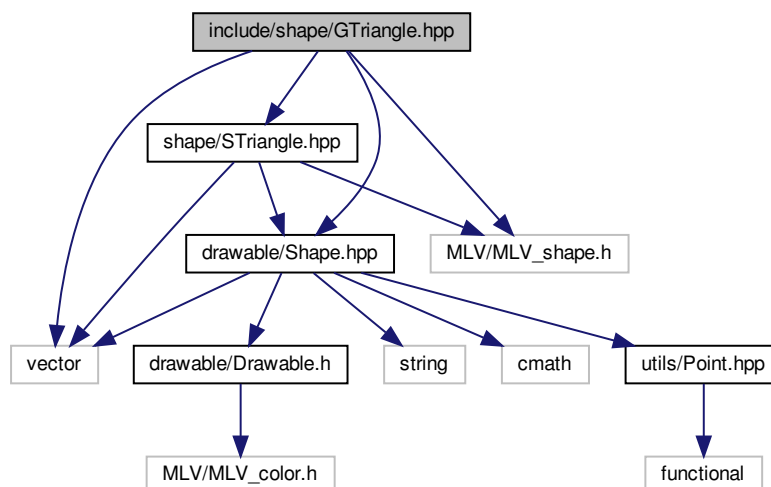 include/shape/GTriangle.hpp
shape/STriangle.hpp
drawable/Shape.hpp
MLV/MLV_shape.h
vector
drawable/Drawable.h
string
cmath
utils/Point.hpp
MLV/MLV_color.h
functional